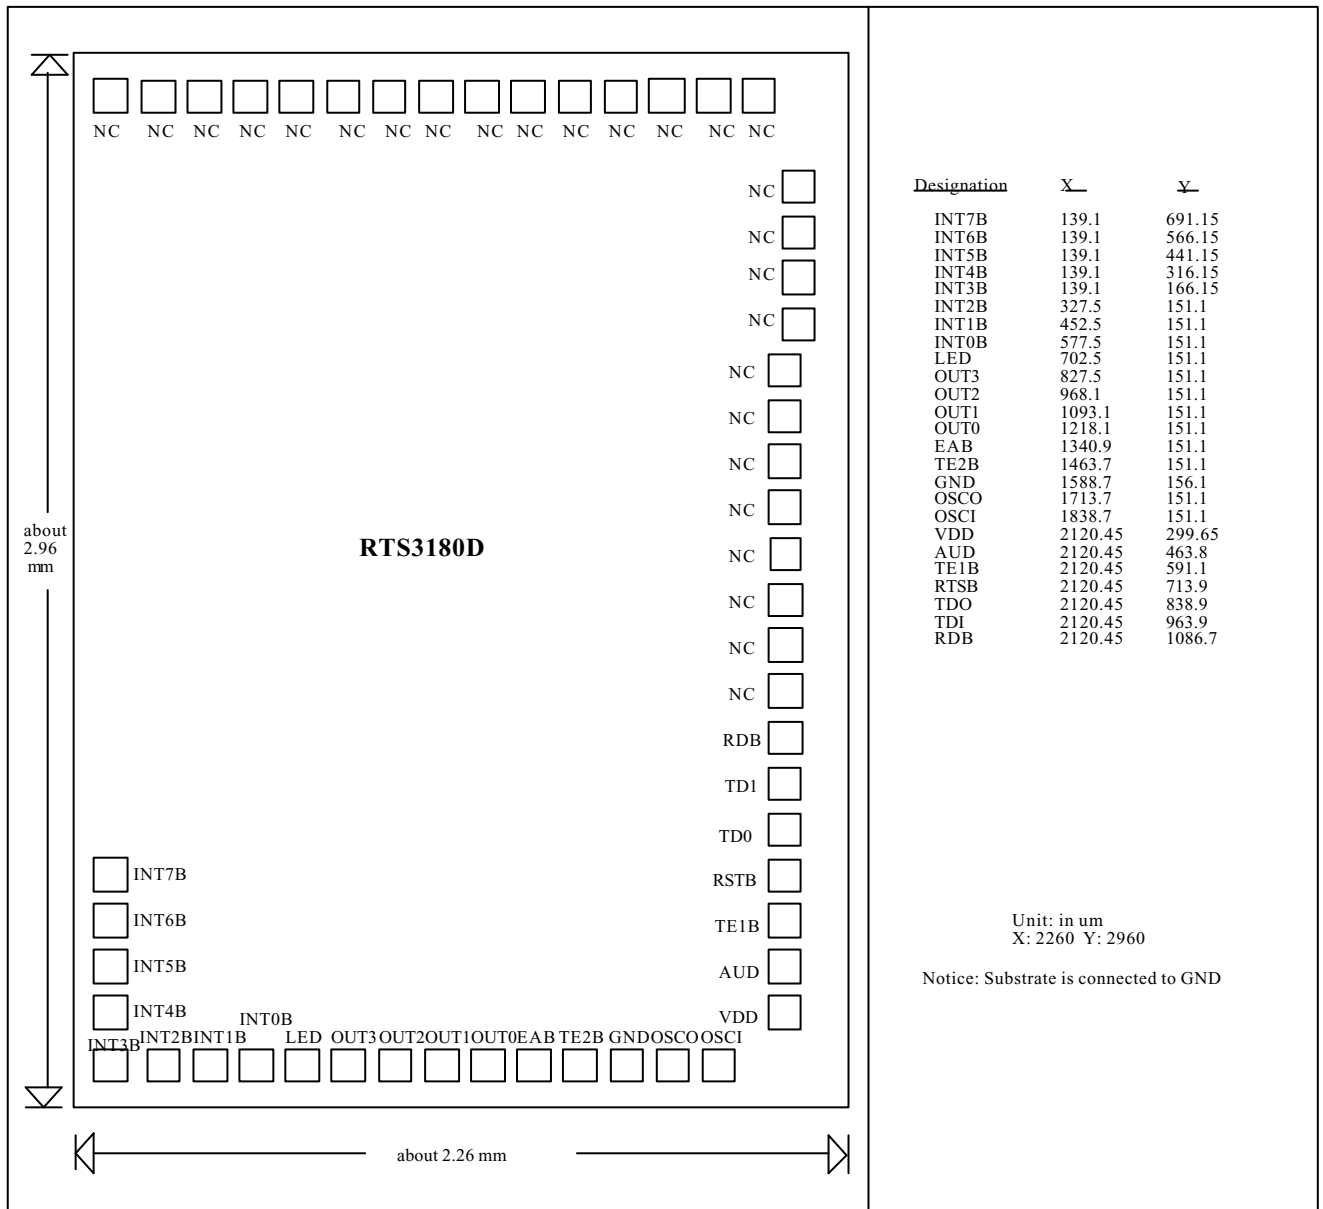 NC NC NC NC NC NC NC NC NC NC NC NC NC NC NC
NC
NC
NC
NC
NC
NC
NC
NC
NC
NC
NC
NC
RDB
TD1
TD0
RSTB
TE1B
AUD
VDD
about
2.96
mm
RTS3180D
INT7B
INT6B
INT5B
INT4B
INT3B INT2B INT1B INT0B LED OUT3 OUT2 OUT1 OUT0 EAB TE2B GND OSCO OSCI
about 2.26 mm
Designation X Y
INT7B 139.1 691.15
INT6B 139.1 566.15
INT5B 139.1 441.15
INT4B 139.1 316.15
INT3B 139.1 166.15
INT2B 327.5 151.1
INT1B 452.5 151.1
INT0B 577.5 151.1
LED 702.5 151.1
OUT3 827.5 151.1
OUT2 968.1 151.1
OUT1 1093.1 151.1
OUT0 1218.1 151.1
EAB 1340.9 151.1
TE2B 1463.7 151.1
GND 1588.7 156.1
OSCO 1713.7 151.1
OSCI 1838.7 151.1
VDD 2120.45 299.65
AUD 2120.45 463.8
TE1B 2120.45 591.1
RTSB 2120.45 713.9
TDO 2120.45 838.9
TDI 2120.45 963.9
RDB 2120.45 1086.7
Unit: in um
X: 2260 Y: 2960
Notice: Substrate is connected to GND